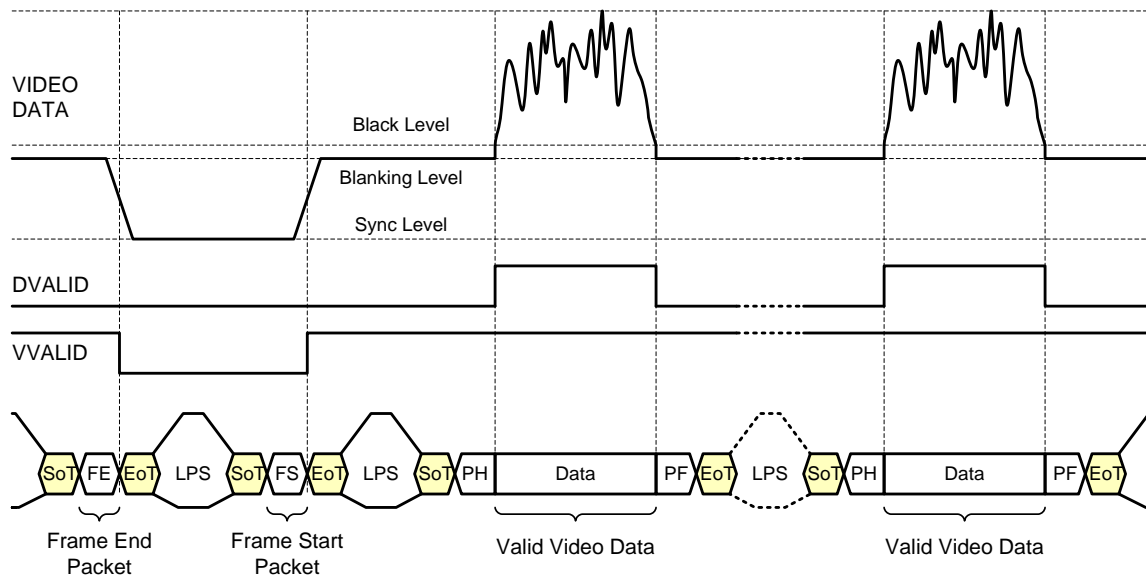 VIDEO
DATA
Black Level
Blanking Level
Sync Level
DVALID
VVALID
SoT FE EoT LPS SoT FS EoT LPS SoT PH Data PF EoT LPS SoT PH Data PF EoT
Frame End
Packet
Frame Start
Packet
Valid Video Data
Valid Video Data